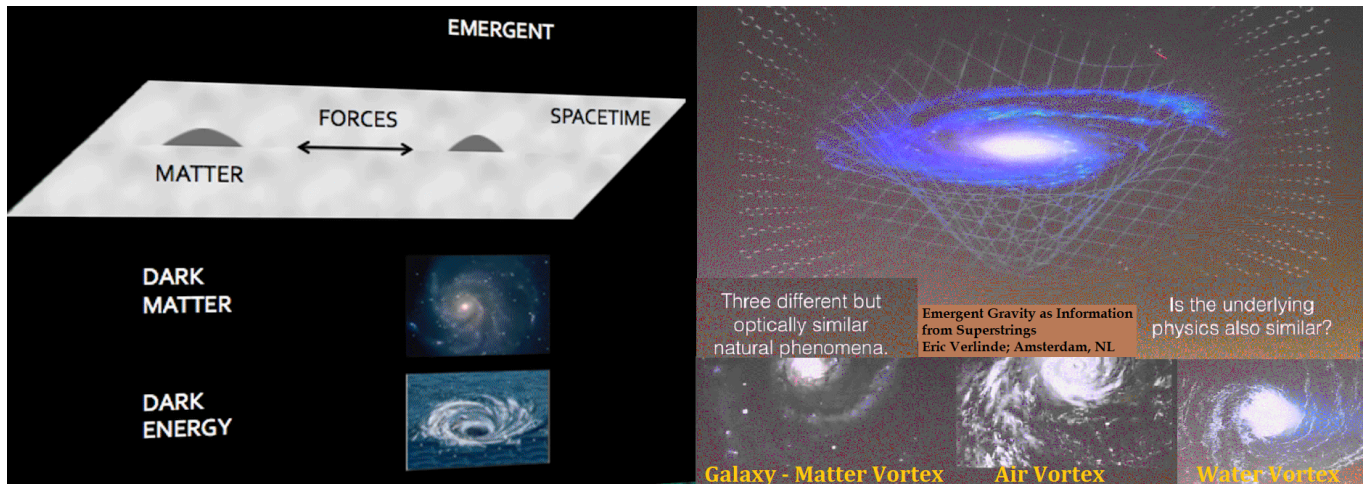 EMERGENT
FORCES
SPACETIME
MATTER
DARK
MATTER
DARK
ENERGY
Three different but
optically similar
natural phenomena.
Emergent Gravity as Information
from Superstrings
Eric Verlinde; Amsterdam, NL
Is the underlying
physics also similar?
Galaxy - Matter Vortex
Air Vortex
Water Vortex